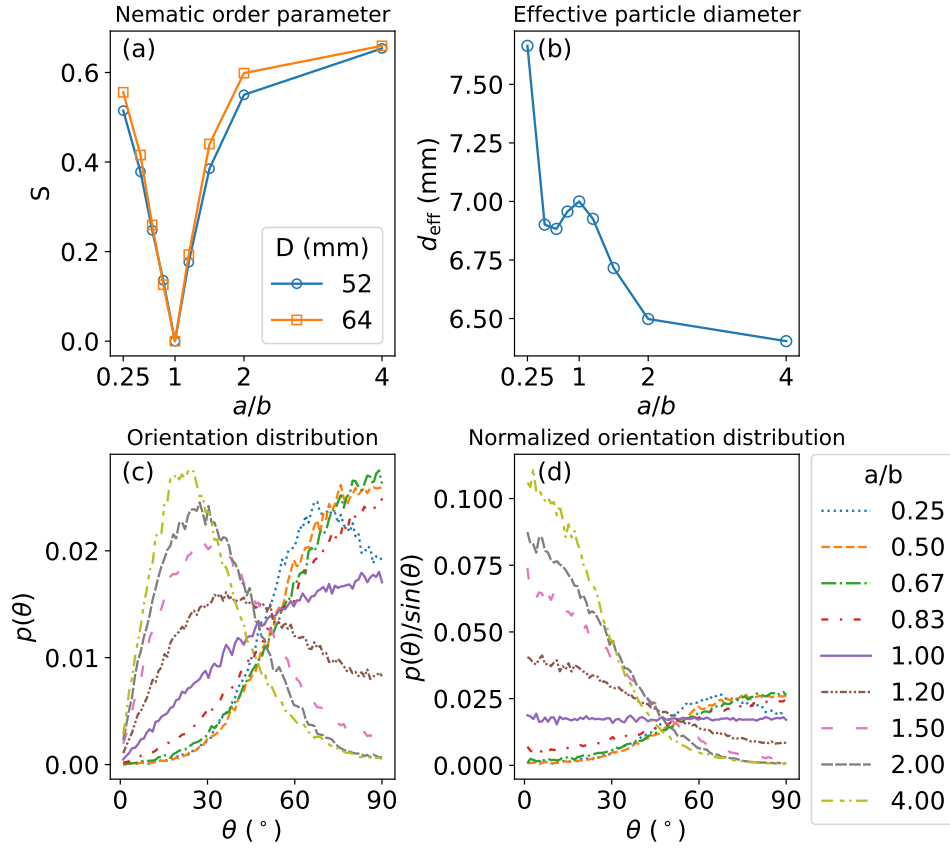 Nematic order parameter
(a)
0.6
0.4
0.2
0.0
S
D (mm)
52
64
0.25 1 2 4
a/b
Effective particle diameter
(b)
7.50
7.25
7.00
6.75
6.50
d_eff (mm)
0.25 1 2 4
a/b
Orientation distribution
(c)
0.02
0.01
0.00
p(θ)
0 30 60 90
θ (°)
Normalized orientation distribution
(d)
0.100
0.075
0.050
0.025
0.000
p(θ)/sin(θ)
0 30 60 90
θ (°)
a/b
0.25
0.50
0.67
0.83
1.00
1.20
1.50
2.00
4.00